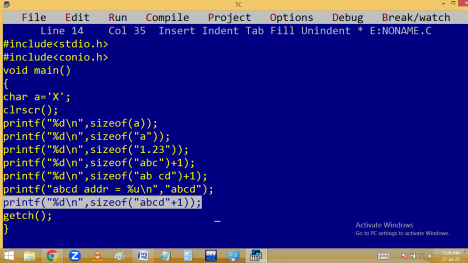 TC
File Edit Run Compile Project Options Debug Break/watch
Line 14 Col 35 Insert Indent Tab Fill Unindent * E:NONAME.C
#include<stdio.h>
#include<conio.h>
void main()
{
char a='X';
clrscr();
printf("%d\n",sizeof(a));
printf("%d\n",sizeof("a"));
printf("%d\n",sizeof("1.23"));
printf("%d\n",sizeof("abc")+1);
printf("%d\n",sizeof("ab cd")+1);
printf("abcd addr = %u\n","abcd");
printf("%d\n",sizeof("abcd"+1));
getch();
}
Activate Windows
Go to PC settings to activate Windows.